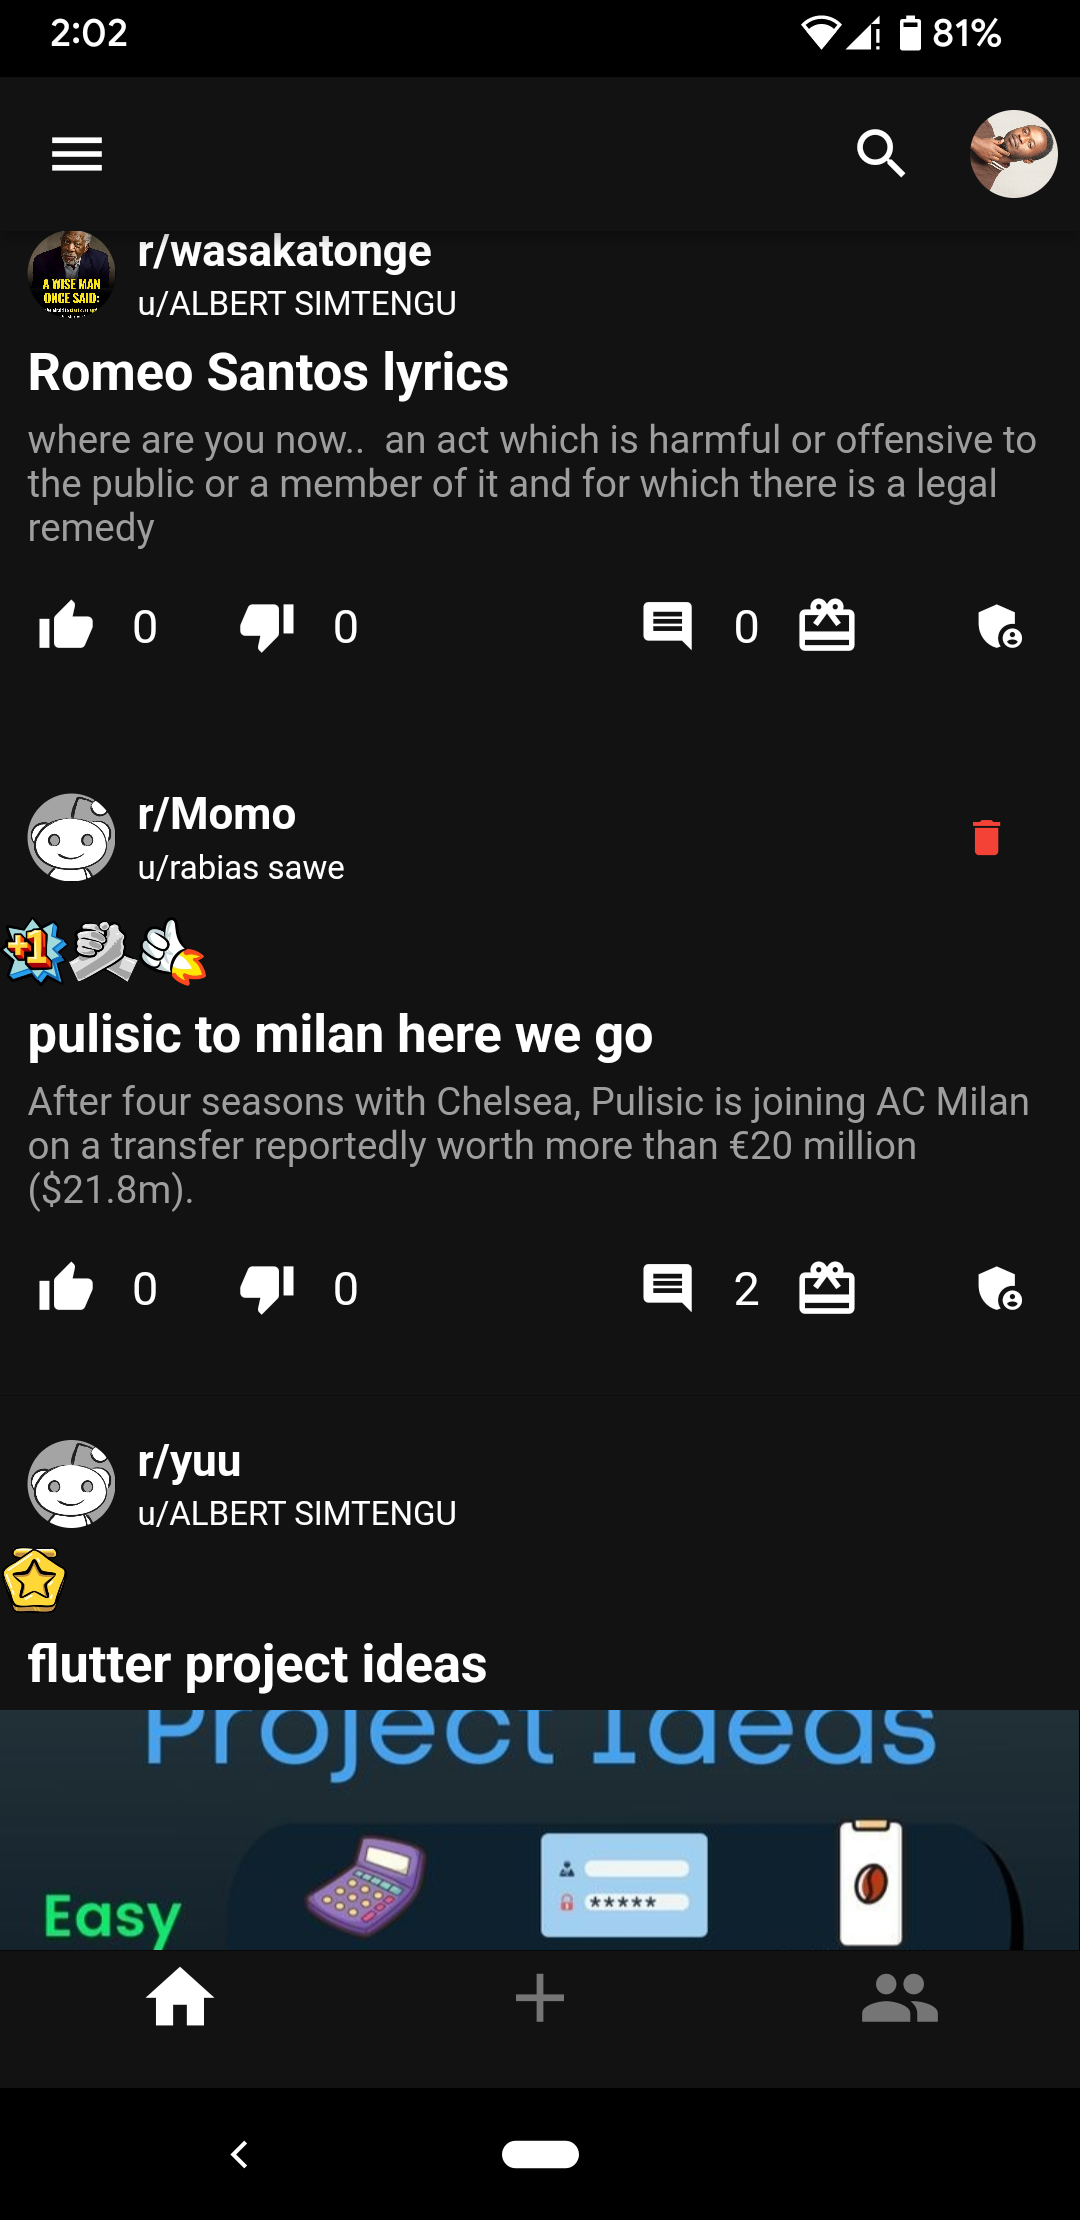 2:02
81%
r/wasakatonge
A WISE MAN
ONCE SAID:
u/ALBERT SIMTENGU
Romeo Santos lyrics
where are you now..  an act which is harmful or offensive to
the public or a member of it and for which there is a legal
remedy
0 0 0
r/Momo
u/rabias sawe
+1
pulisic to milan here we go
After four seasons with Chelsea, Pulisic is joining AC Milan
on a transfer reportedly worth more than €20 million
($21.8m).
0 0 2
r/yuu
u/ALBERT SIMTENGU
flutter project ideas
Project Ideas
Easy
*****